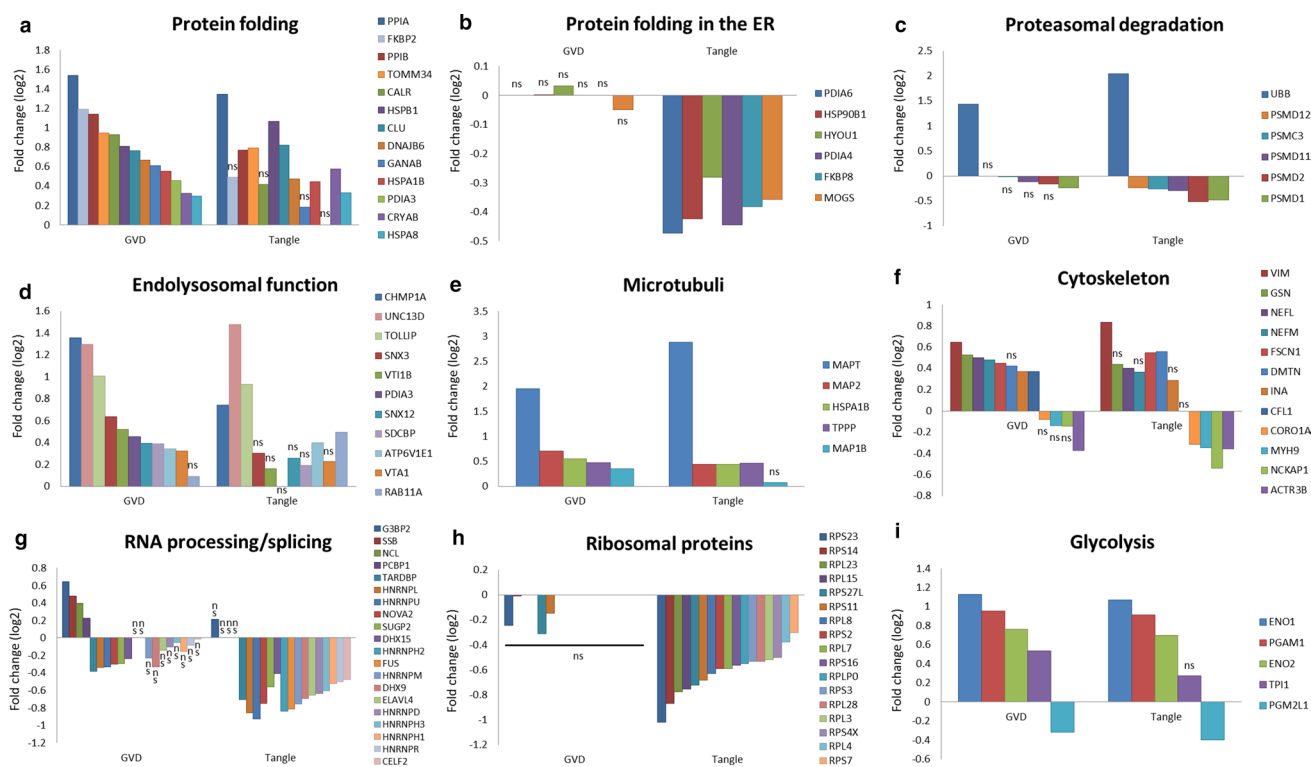 a
Protein folding
Fold change (log2)
1.8
1.6
1.4
1.2
1
0.8
0.6
0.4
0.2
0
ns
ns
ns
ns
GVD
Tangle
PPIA
FKBP2
PPIB
TOMM34
CALR
HSPB1
CLU
DNAJB6
GANAB
HSPA1B
PDIA3
CRYAB
HSPA8
b
Protein folding in the ER
GVD
Tangle
Fold change (log2)
0.1
0
-0.1
-0.2
-0.3
-0.4
-0.5
ns
ns
ns
ns
ns
ns
PDIA6
HSP90B1
HYOU1
PDIA4
FKBP8
MOGS
c
Proteasomal degradation
Fold change (log2)
2.5
2
1.5
1
0.5
0
-0.5
-1
ns
ns
ns
ns
GVD
Tangle
UBB
PSMD12
PSMC3
PSMD11
PSMD2
PSMD1
d
Endolysosomal function
Fold change (log2)
1.6
1.4
1.2
1
0.8
0.6
0.4
0.2
0
ns
ns
ns
ns
ns
ns
ns
GVD
Tangle
CHMP1A
UNC13D
TOLLIP
SNX3
VTI1B
PDIA3
SNX12
SDCBP
ATP6V1E1
VTA1
RAB11A
e
Microtubuli
Fold change (log2)
3.5
3
2.5
2
1.5
1
0.5
0
ns
GVD
Tangle
MAPT
MAP2
HSPA1B
TPPP
MAP1B
f
Cytoskeleton
Fold change (log2)
1
0.8
0.6
0.4
0.2
0
-0.2
-0.4
-0.6
-0.8
ns
ns
ns
ns
ns
ns
ns
ns
GVD
Tangle
VIM
GSN
NEFL
NEFM
FSCN1
DMTN
INA
CFL1
CORO1A
MYH9
NCKAP1
ACTR3B
g
RNA processing/splicing
Fold change (log2)
0.8
0.6
0.4
0.2
0
-0.2
-0.4
-0.6
-0.8
-1
-1.2
ns
ns
ns
ns
ns
ns
ns
ns
ns
ns
ns
ns
ns
ns
GVD
Tangle
G3BP2
SSB
NCL
PCBP1
TARDBP
HNRNPL
HNRNPU
NOVA2
SUGP2
DHX15
HNRNPH2
FUS
HNRNPM
DHX9
ELAVL4
HNRNPD
HNRNPH3
HNRNPH1
HNRNPR
CELF2
h
Ribosomal proteins
Fold change (log2)
0.2
0
-0.2
-0.4
-0.6
-0.8
-1
-1.2
ns
GVD
Tangle
RPS23
RPS14
RPL23
RPL15
RPS27L
RPS11
RPL8
RPS2
RPL7
RPS16
RPLP0
RPS3
RPL28
RPL3
RPS4X
RPL4
RPS7
i
Glycolysis
Fold change (log2)
1.4
1.2
1
0.8
0.6
0.4
0.2
0
-0.2
-0.4
-0.6
ns
GVD
Tangle
ENO1
PGAM1
ENO2
TPI1
PGM2L1